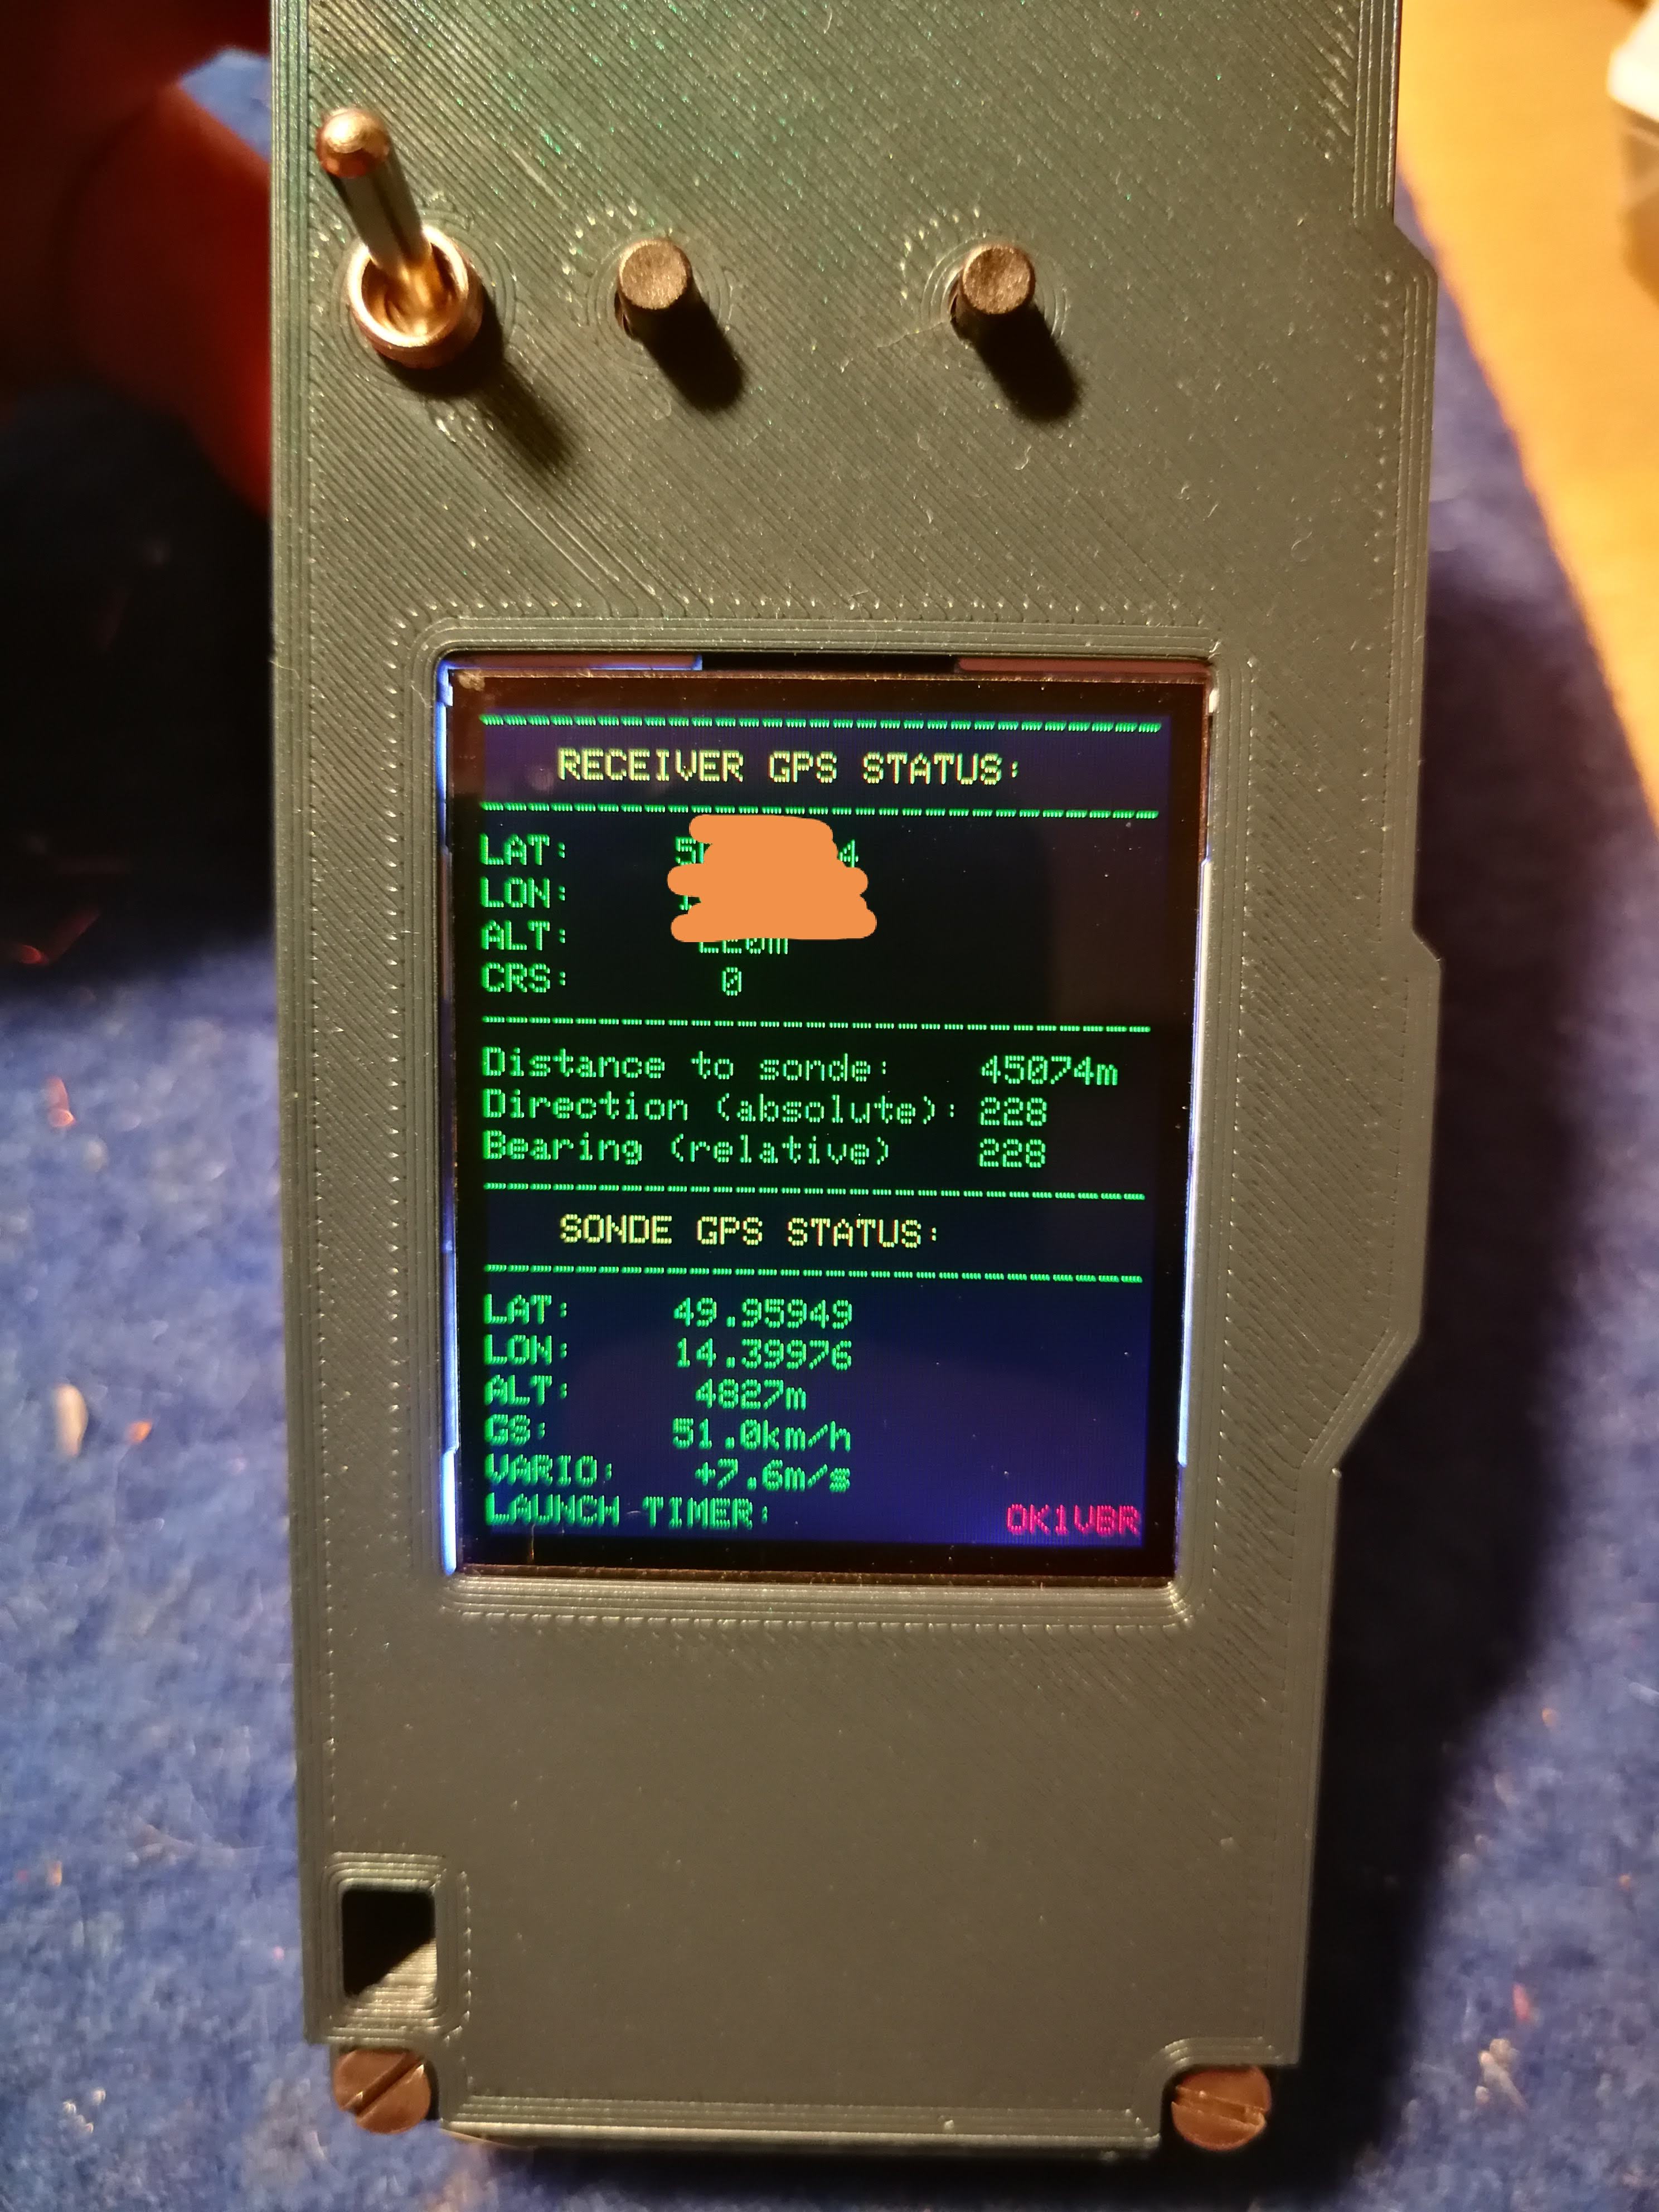 RECEIVER GPS STATUS:
LAT:
LON:
ALT:
CRS: 0
Distance to sonde: 45074m
Direction (absolute): 228
Bearing (relative) 228
SONDE GPS STATUS:
LAT: 49.95949
LON: 14.39976
ALT: 4827m
GS: 51.0km/h
VARIO: +7.6m/s
LAUNCH TIMER: OK1VBR